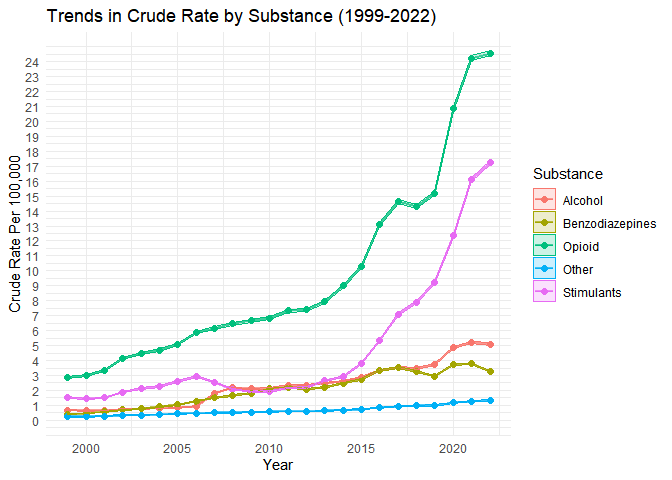 Trends in Crude Rate by Substance (1999-2022)
24
23
22
21
20
19
18
17
16
15
14
13
12
11
10
9
8
7
6
5
4
3
2
1
0
Crude Rate Per 100,000
2000 2005 2010 2015 2020
Year
Substance
Alcohol
Benzodiazepines
Opioid
Other
Stimulants